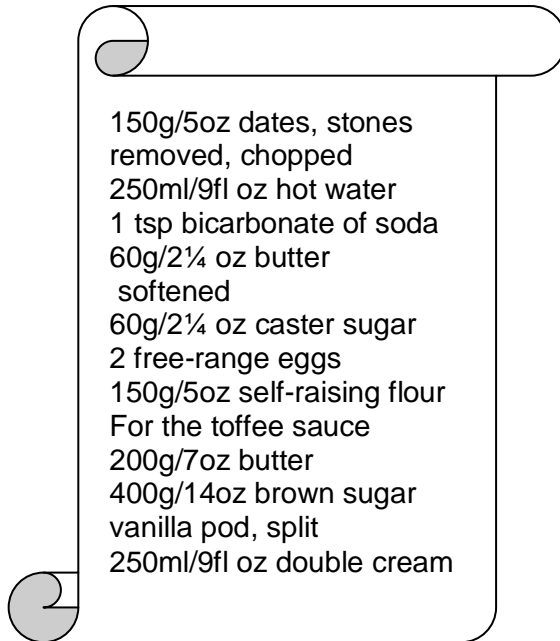 150g/5oz dates, stones
removed, chopped
250ml/9fl oz hot water
1 tsp bicarbonate of soda
60g/2¼ oz butter
softened
60g/2¼ oz caster sugar
2 free-range eggs
150g/5oz self-raising flour
For the toffee sauce
200g/7oz butter
400g/14oz brown sugar
vanilla pod, split
250ml/9fl oz double cream